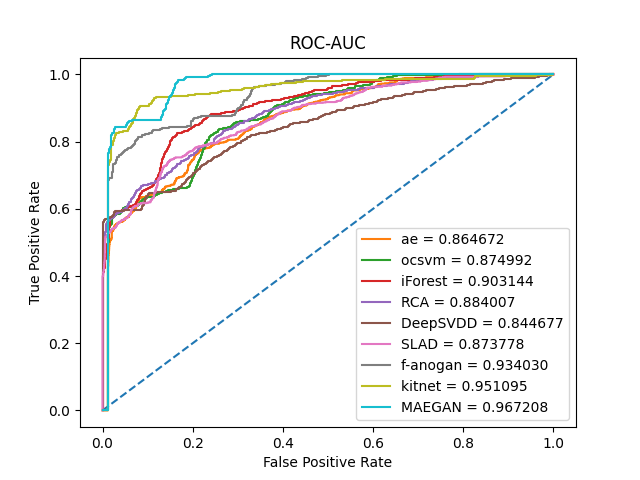 ROC-AUC
True Positive Rate
1.0
0.8
0.6
0.4
0.2
0.0
ae = 0.864672
ocsvm = 0.874992
iForest = 0.903144
RCA = 0.884007
DeepSVDD = 0.844677
SLAD = 0.873778
f-anogan = 0.934030
kitnet = 0.951095
MAEGAN = 0.967208
0.0 0.2 0.4 0.6 0.8 1.0
False Positive Rate